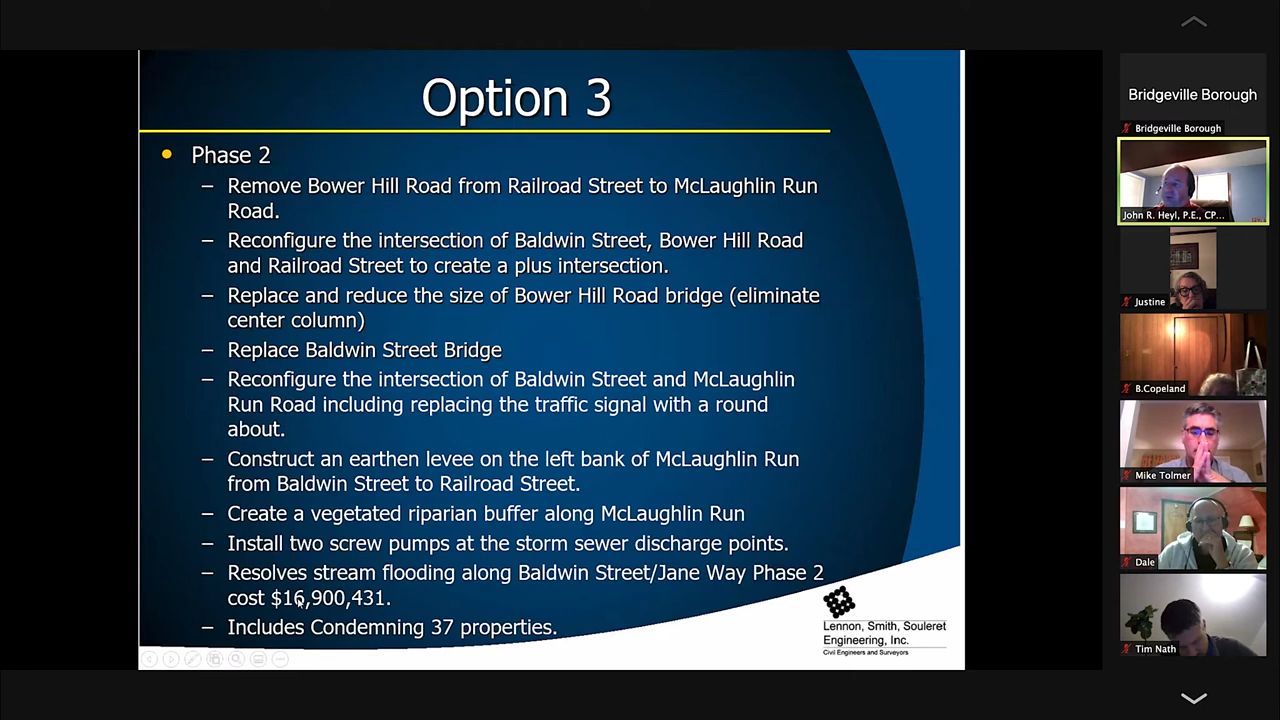 Option 3
Phase 2
– Remove Bower Hill Road from Railroad Street to McLaughlin Run
Road.
– Reconfigure the intersection of Baldwin Street, Bower Hill Road
and Railroad Street to create a plus intersection.
– Replace and reduce the size of Bower Hill Road bridge (eliminate
center column)
– Replace Baldwin Street Bridge
– Reconfigure the intersection of Baldwin Street and McLaughlin
Run Road including replacing the traffic signal with a round
about.
– Construct an earthen levee on the left bank of McLaughlin Run
from Baldwin Street to Railroad Street.
– Create a vegetated riparian buffer along McLaughlin Run
– Install two screw pumps at the storm sewer discharge points.
– Resolves stream flooding along Baldwin Street/Jane Way Phase 2
cost $16,900,431.
– Includes Condemning 37 properties.
Lennon, Smith, Souleret
Engineering, Inc.
Civil Engineers and Surveyors
Bridgeville Borough
Bridgeville Borough
John R. Heyl, P.E., CP...
Justine
B.Copeland
Mike Tolmer
Dale
Tim Nath